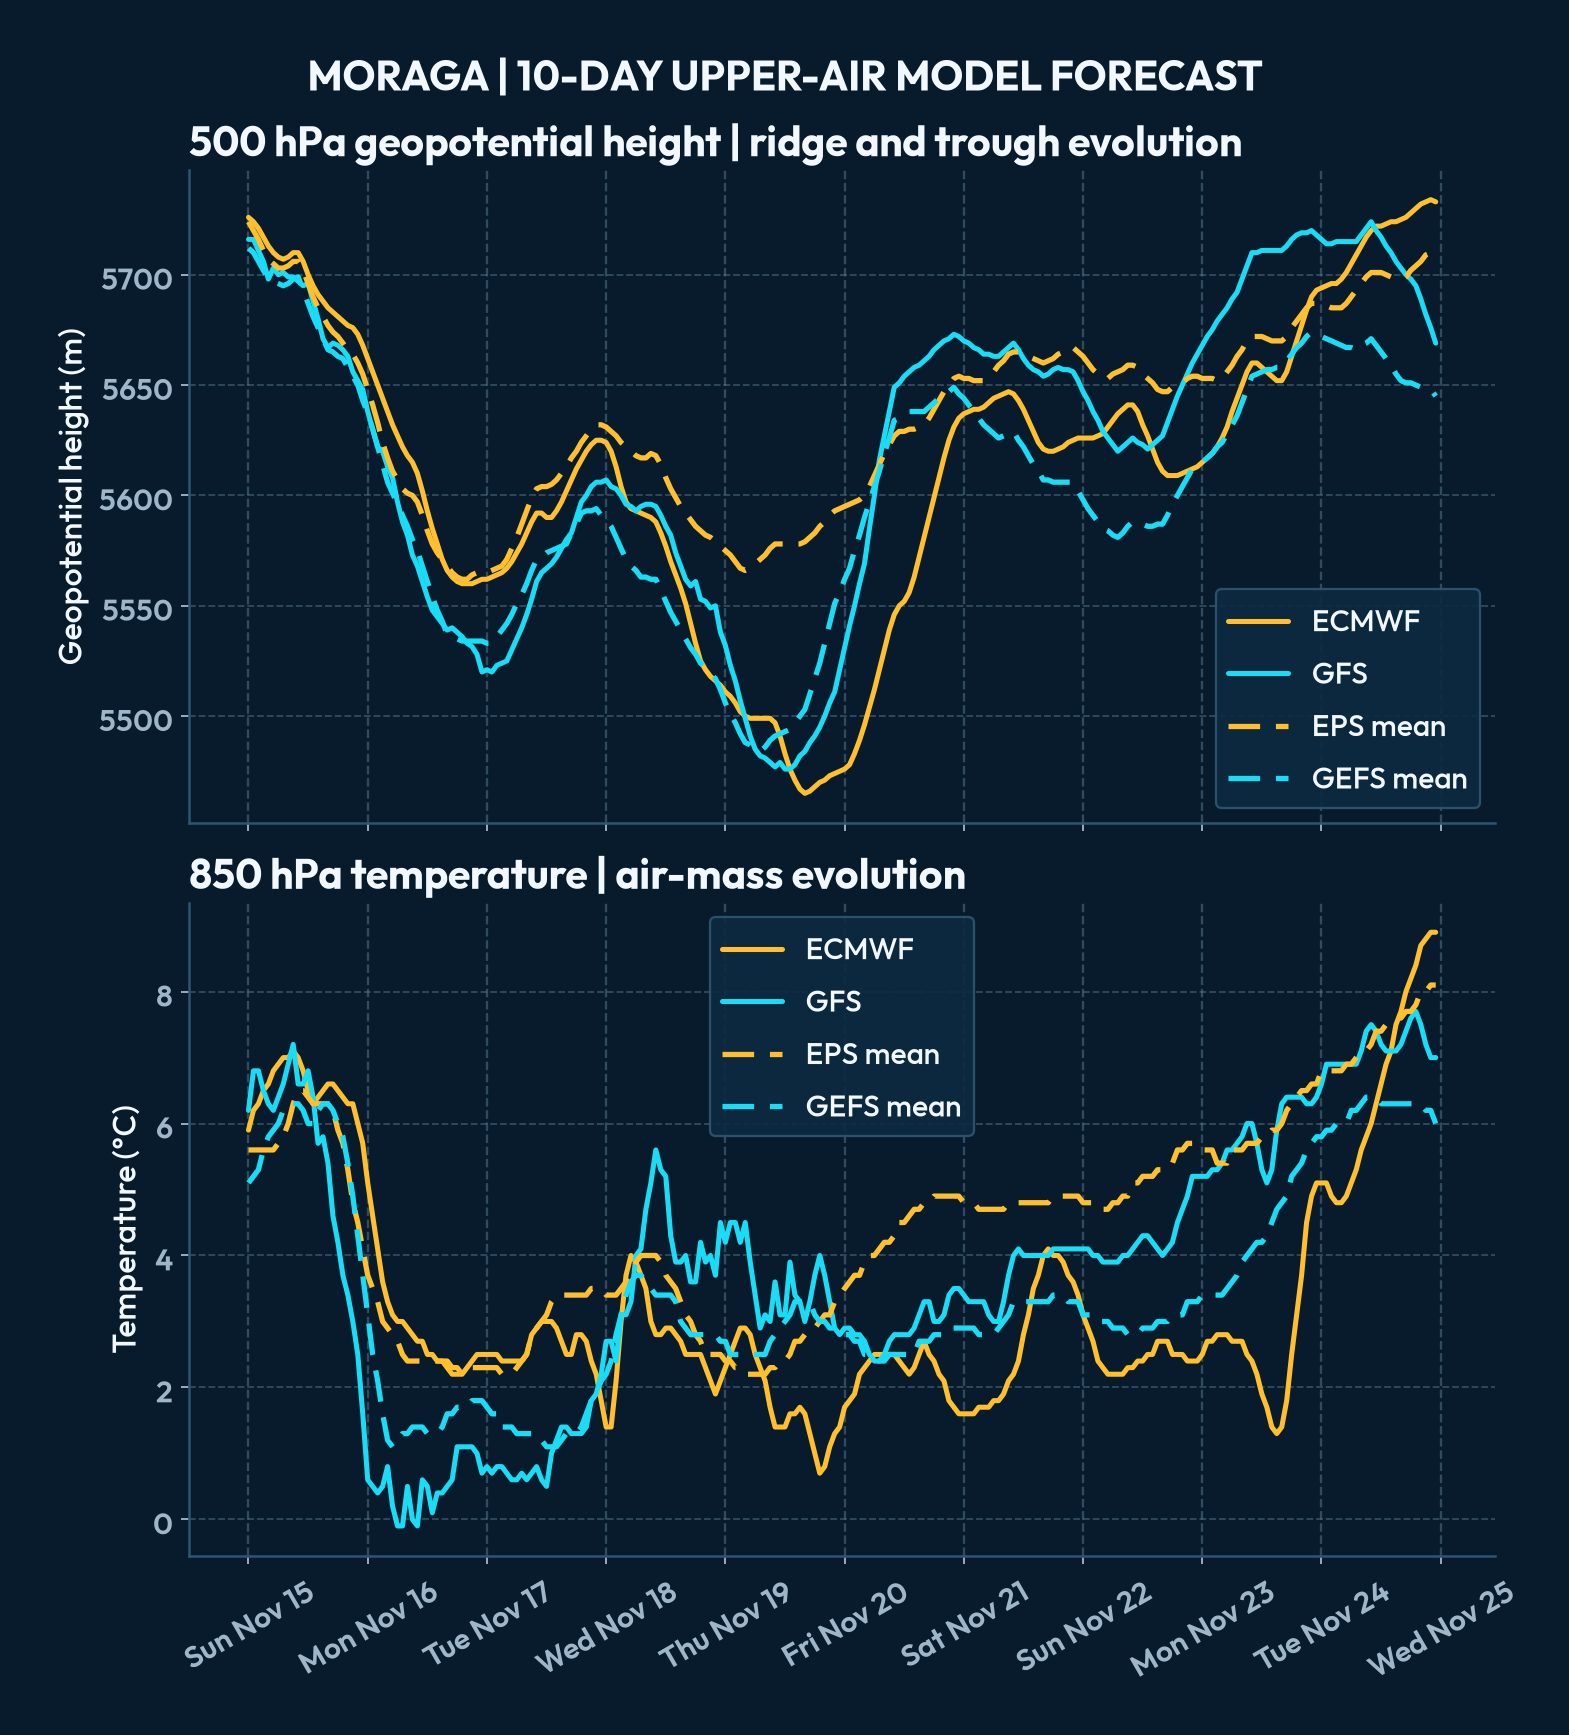 MORAGA | 10-DAY UPPER-AIR MODEL FORECAST
500 hPa geopotential height | ridge and trough evolution
Geopotential height (m)
5700
5650
5600
5550
5500
ECMWF
GFS
EPS mean
GEFS mean
850 hPa temperature | air-mass evolution
Temperature (°C)
8
6
4
2
0
ECMWF
GFS
EPS mean
GEFS mean
Sun Nov 15
Mon Nov 16
Tue Nov 17
Wed Nov 18
Thu Nov 19
Fri Nov 20
Sat Nov 21
Sun Nov 22
Mon Nov 23
Tue Nov 24
Wed Nov 25